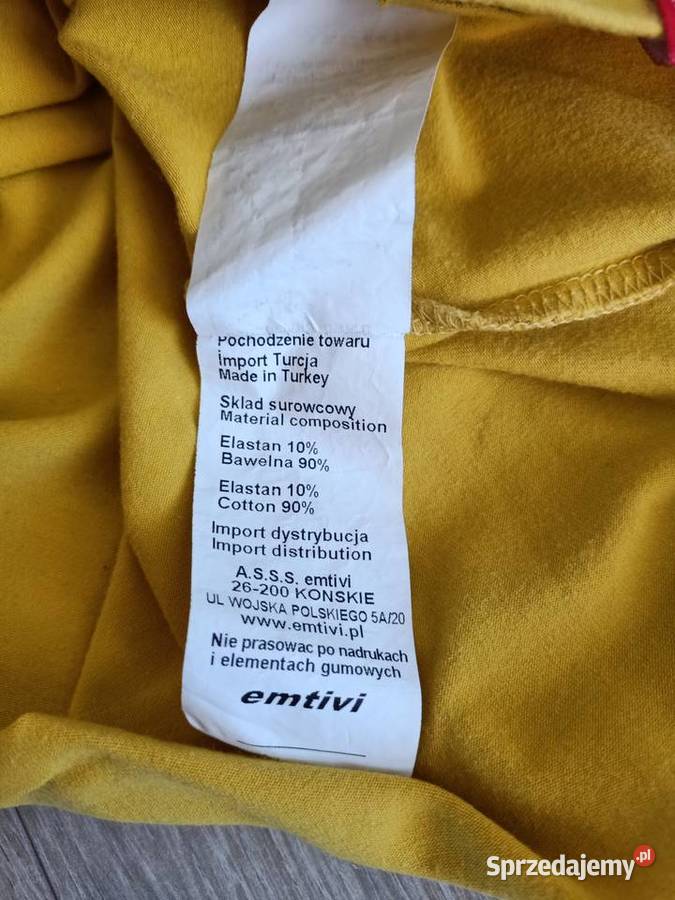 Pochodzenie towaru
Import Turcja
Made in Turkey
Sklad surowcowy
Material composition
Elastan 10%
Bawelna 90%
Elastan 10%
Cotton 90%
Import dystrybucja
Import distribution
A.S.S.S. emtivi
26-200 KONSKIE
UL WOJSKA POLSKIEGO 5A/20
www.emtivi.pl
Nie prasowac po nadrukach
i elementach gumowych
emtivi
Sprzedajemy.pl